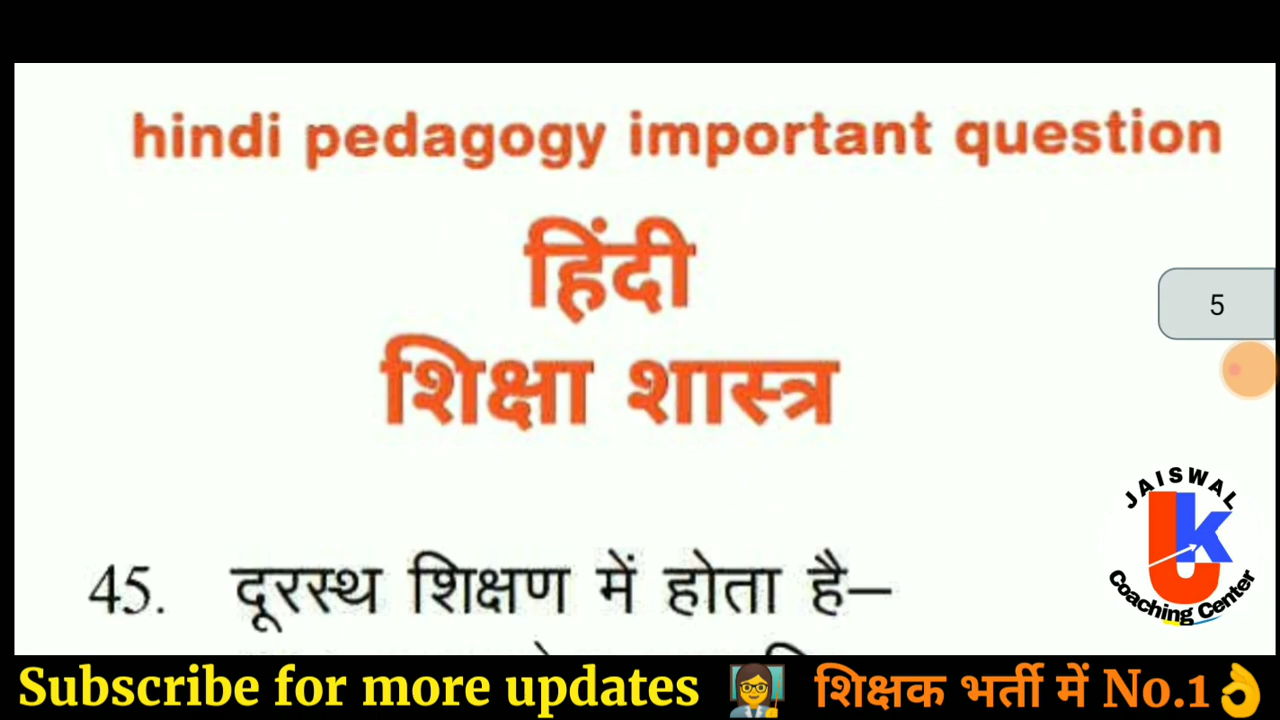 hindi pedagogy important question
हिंदी
शिक्षा शास्त्र
5
JAISWAL
UK
Coaching Center
45. दूरस्थ शिक्षण में होता है–
Subscribe for more updates 👩‍🏫 शिक्षक भर्ती में No.1👌